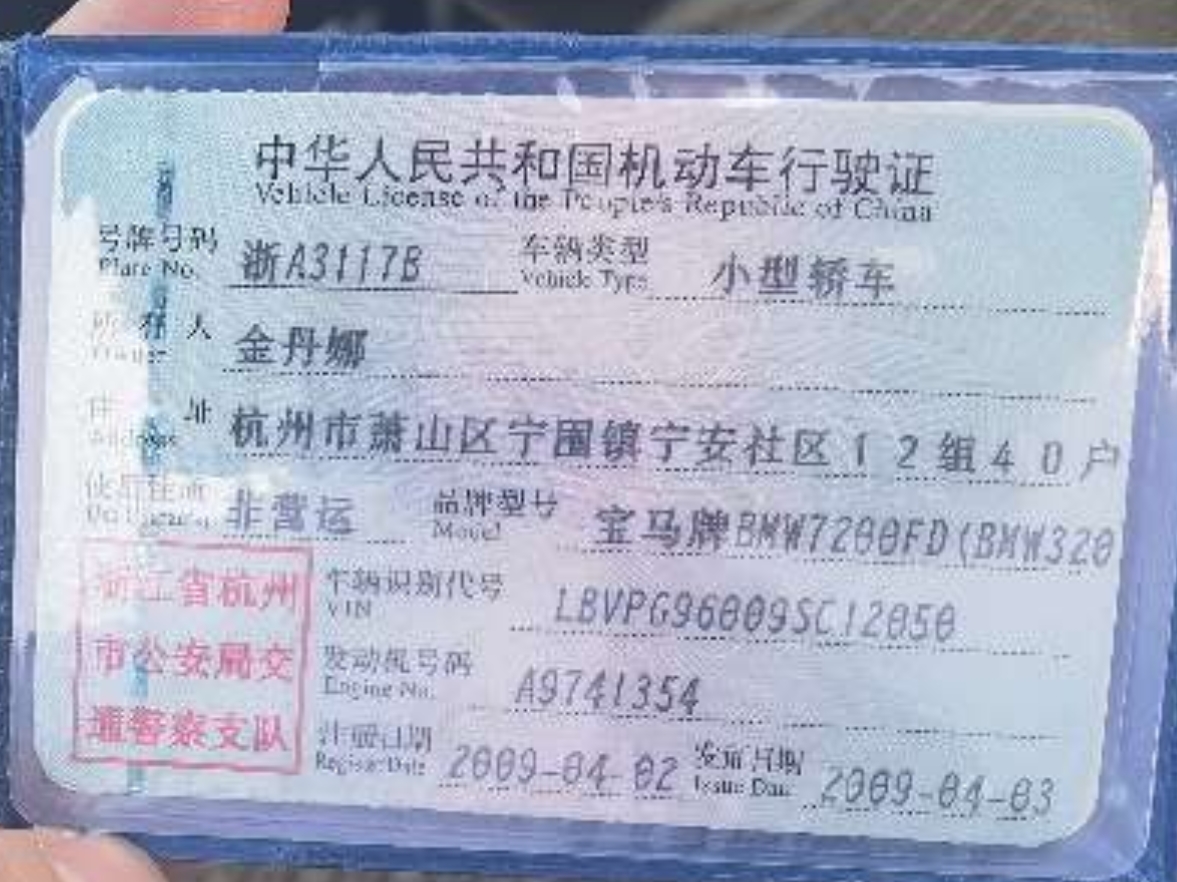 中华人民共和国机动车行驶证
Vehicle License of the People's Republic of China
号牌号码 浙A3117B 车辆类型 小型轿车
Plate No. Vehicle Type
所有人 金丹娜
Owner
住址 杭州市萧山区宁围镇宁安社区12组40户
Address
使用性质 非营运 品牌型号 宝马牌BMW7200FD(BMW320
Use Character Model
浙江省杭州 车辆识别代号 LBVPG96009SC12050
VIN
市公安局交 发动机号码 A9741354
Engine No.
通警察支队 注册日期 2009-04-02 发证日期 2009-04-03
Register Date Issue Date